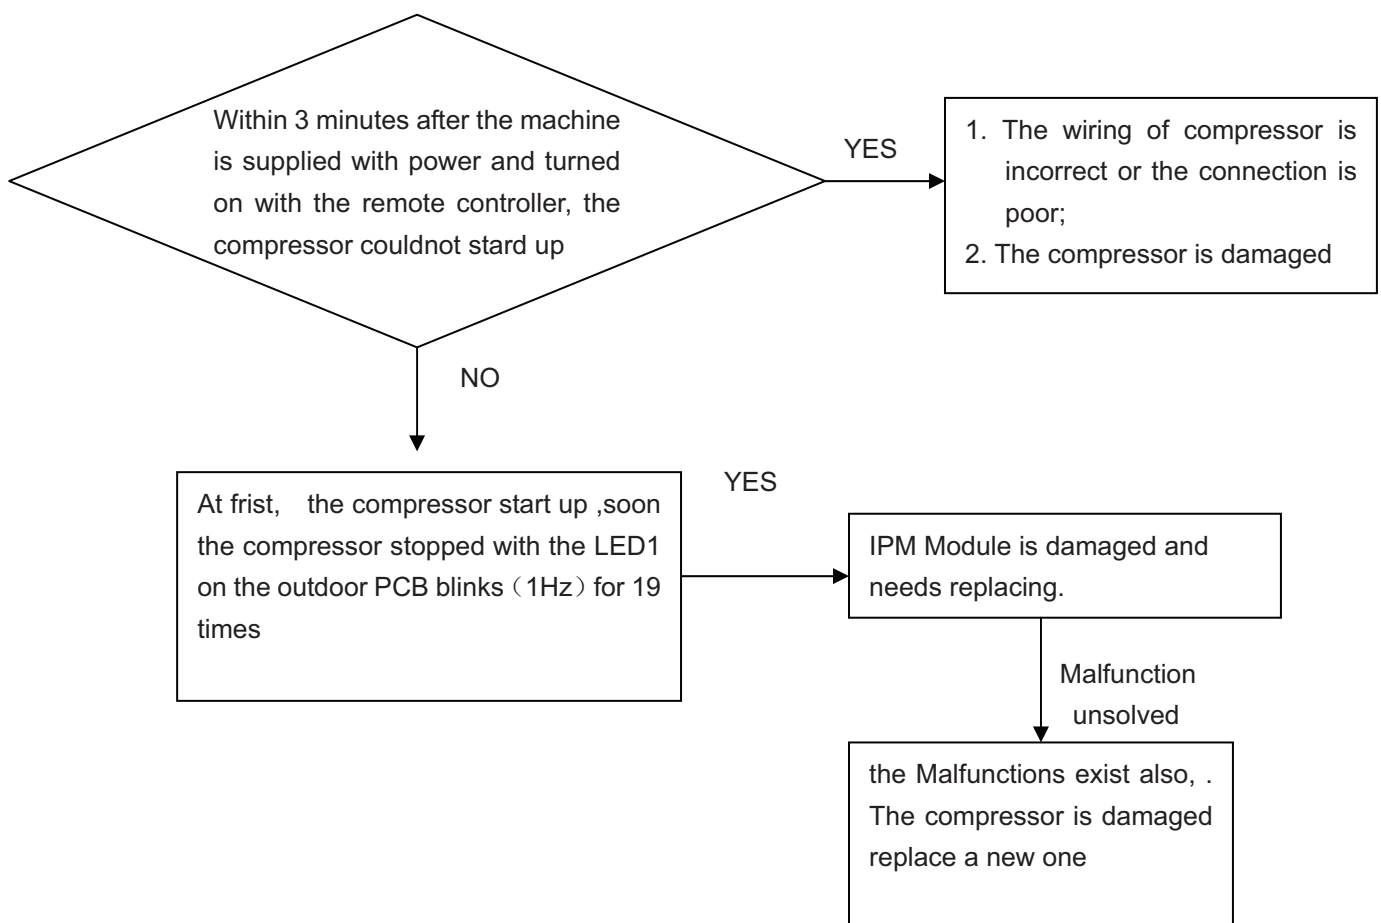 Within 3 minutes after the machine
is supplied with power and turned
on with the remote controller, the
compressor couldnot stard up
YES
1. The wiring of compressor is
incorrect or the connection is
poor;
2. The compressor is damaged
NO
At frist, the compressor start up ,soon
the compressor stopped with the LED1
on the outdoor PCB blinks（1Hz）for 19
times
YES
IPM Module is damaged and
needs replacing.
Malfunction
unsolved
the Malfunctions exist also, .
The compressor is damaged
replace a new one